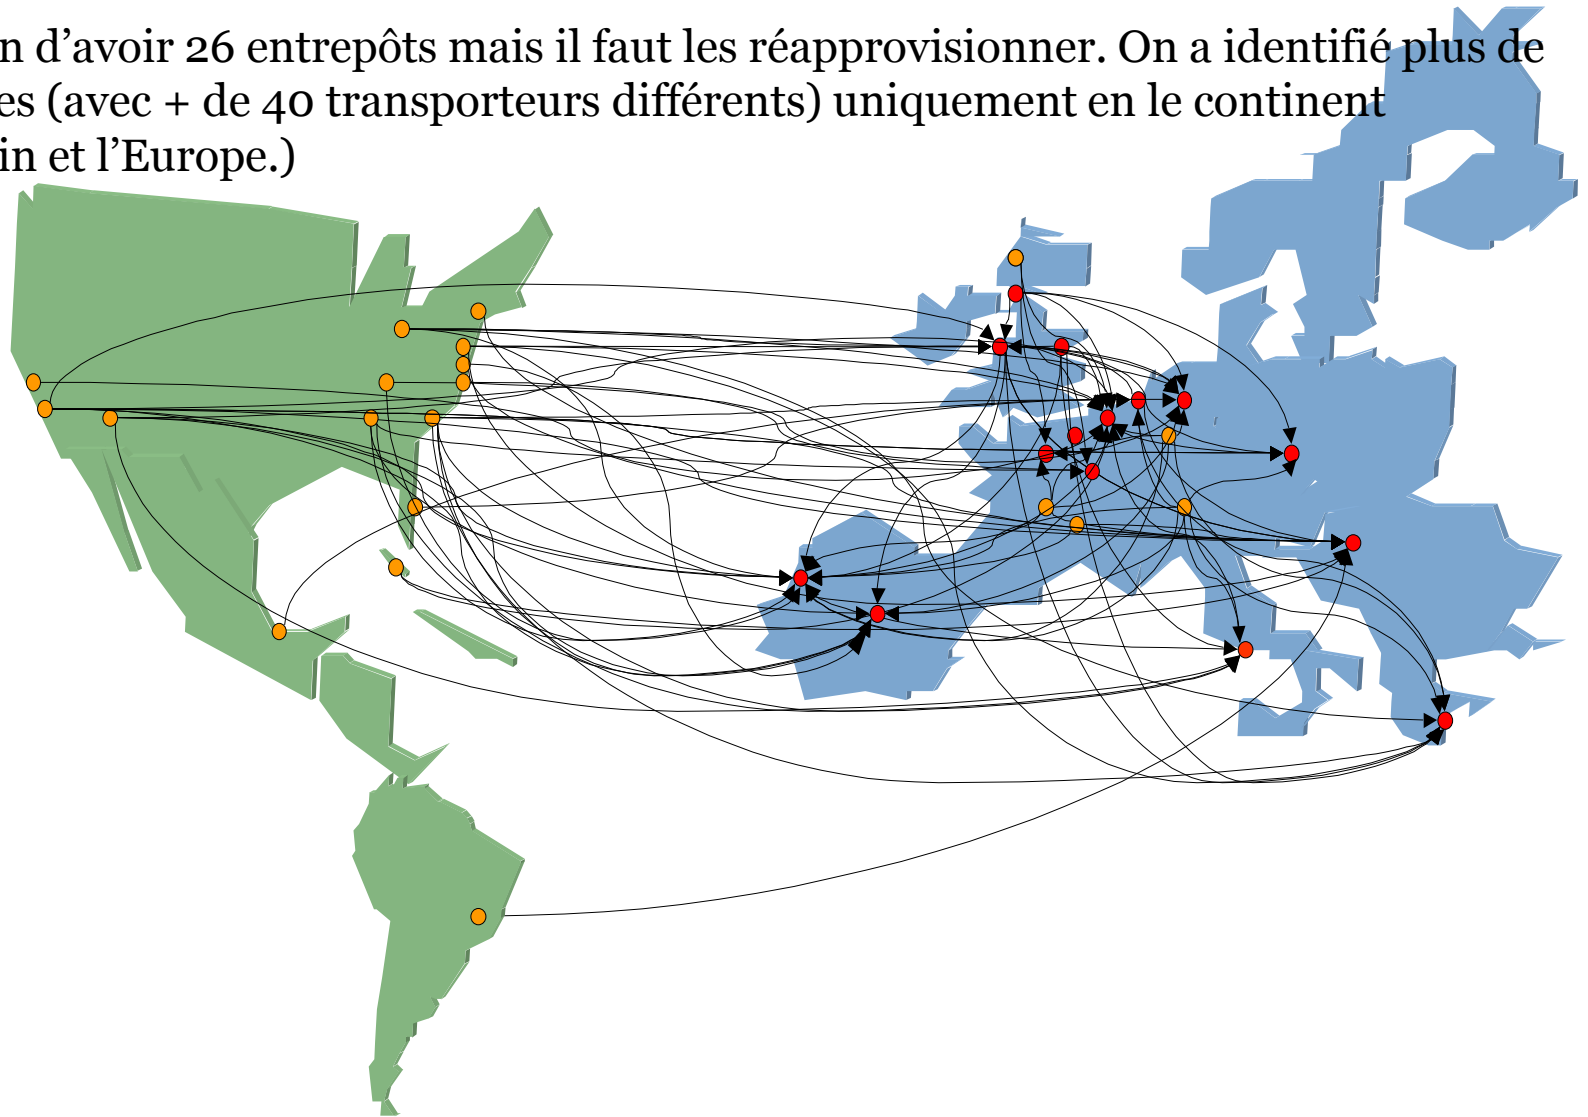 n d’avoir 26 entrepôts mais il faut les réapprovisionner. On a identifié plus de
es (avec + de 40 transporteurs différents) uniquement en le continent
in et l’Europe.)